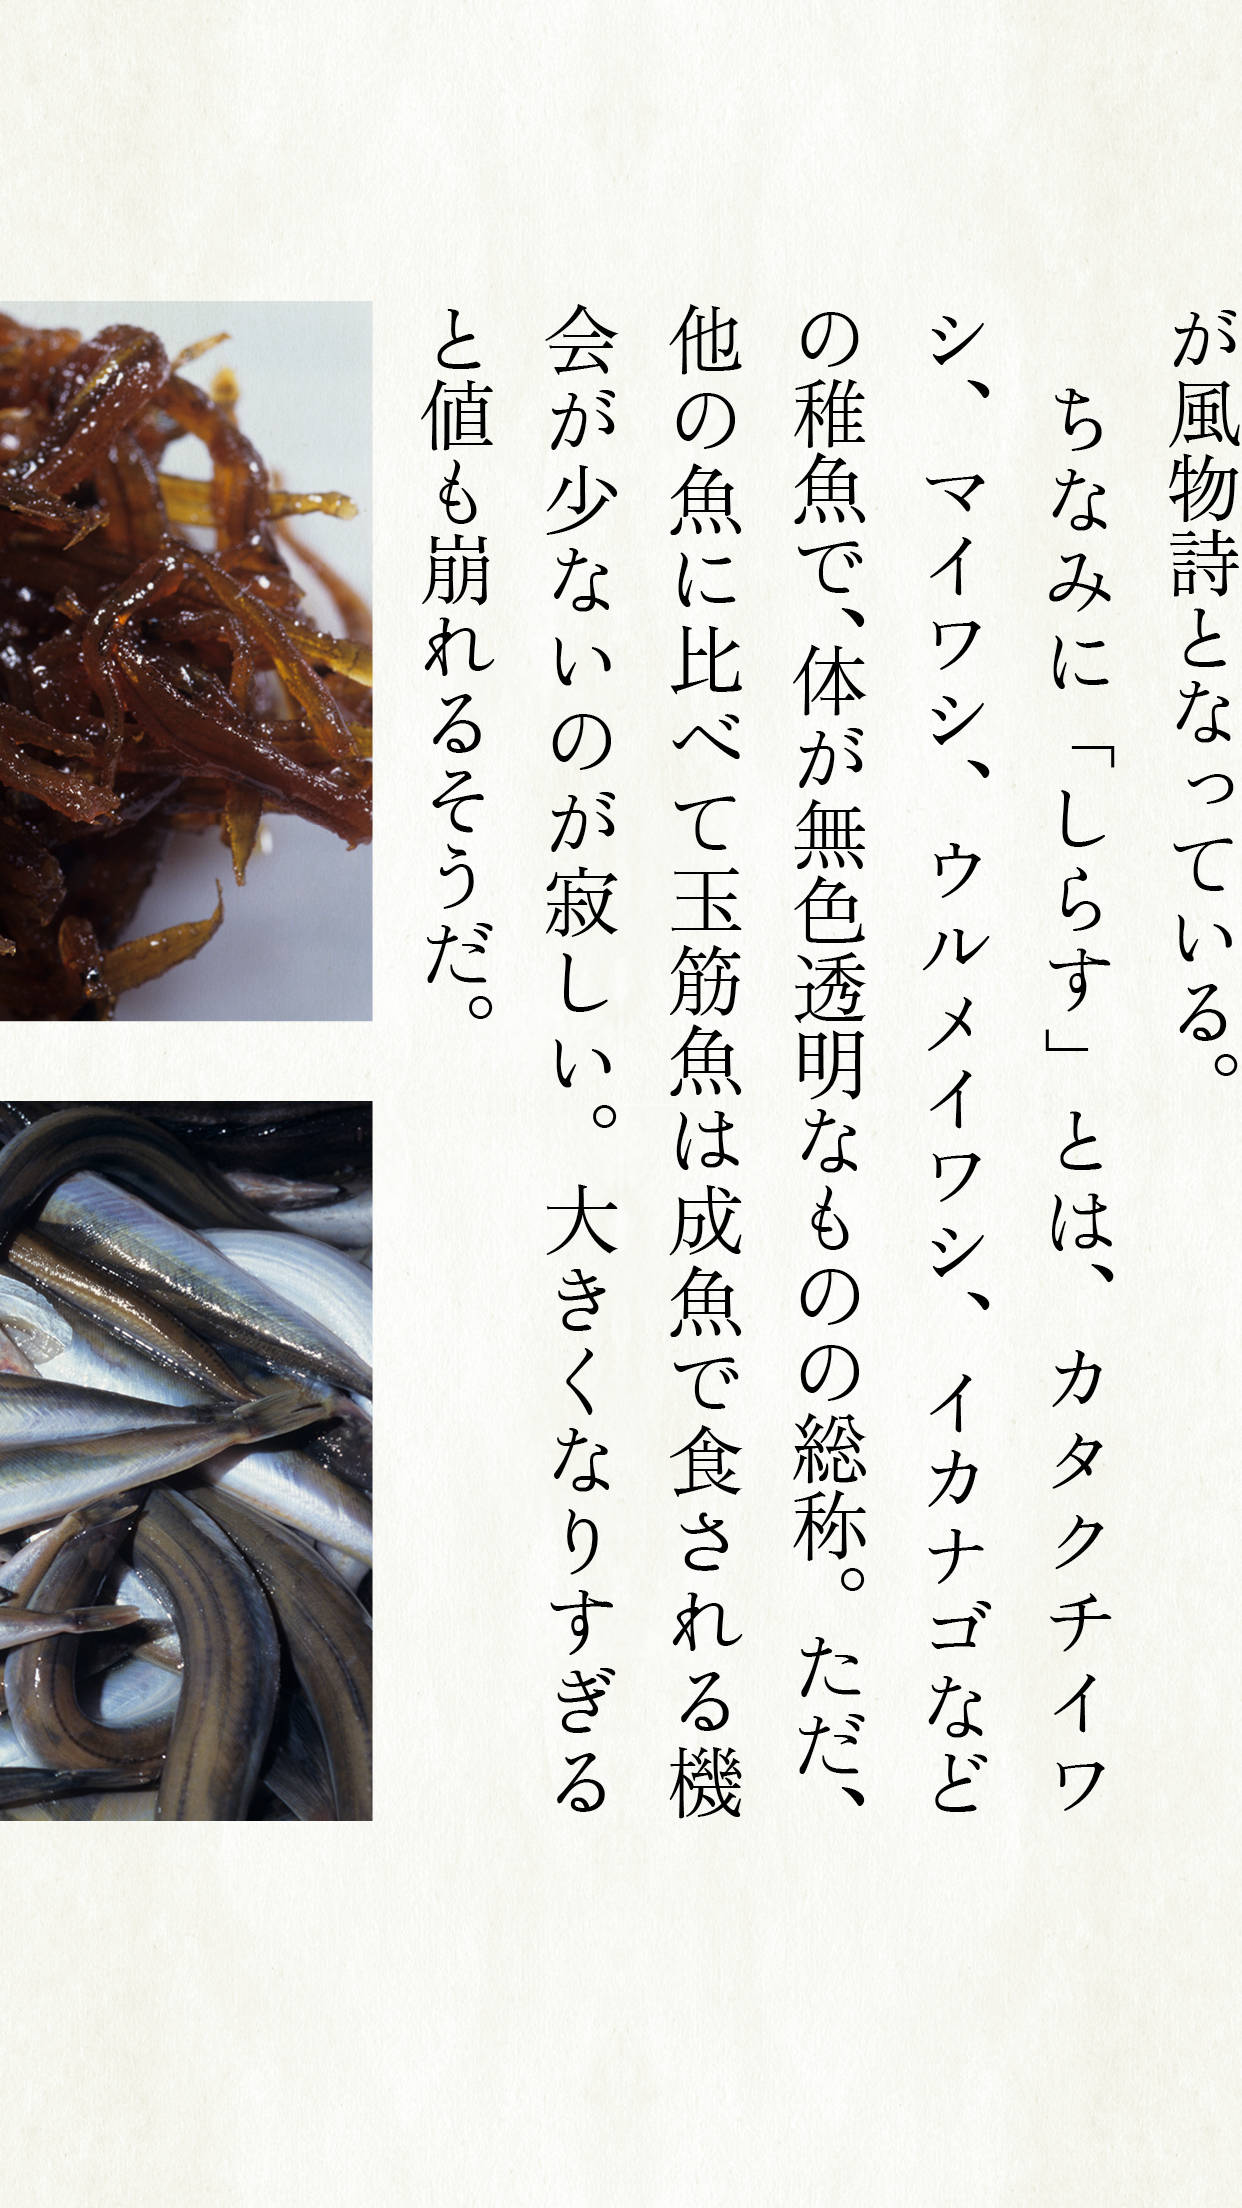 が風物詩となっている。
ちなみに「しらす」とは、カタクチイワ
シ、マイワシ、ウルメイワシ、イカナゴなど
の稚魚で、体が無色透明なものの総称。ただ、
他の魚に比べて玉筋魚は成魚で食される機
会が少ないのが寂しい。大きくなりすぎる
と値も崩れるそうだ。